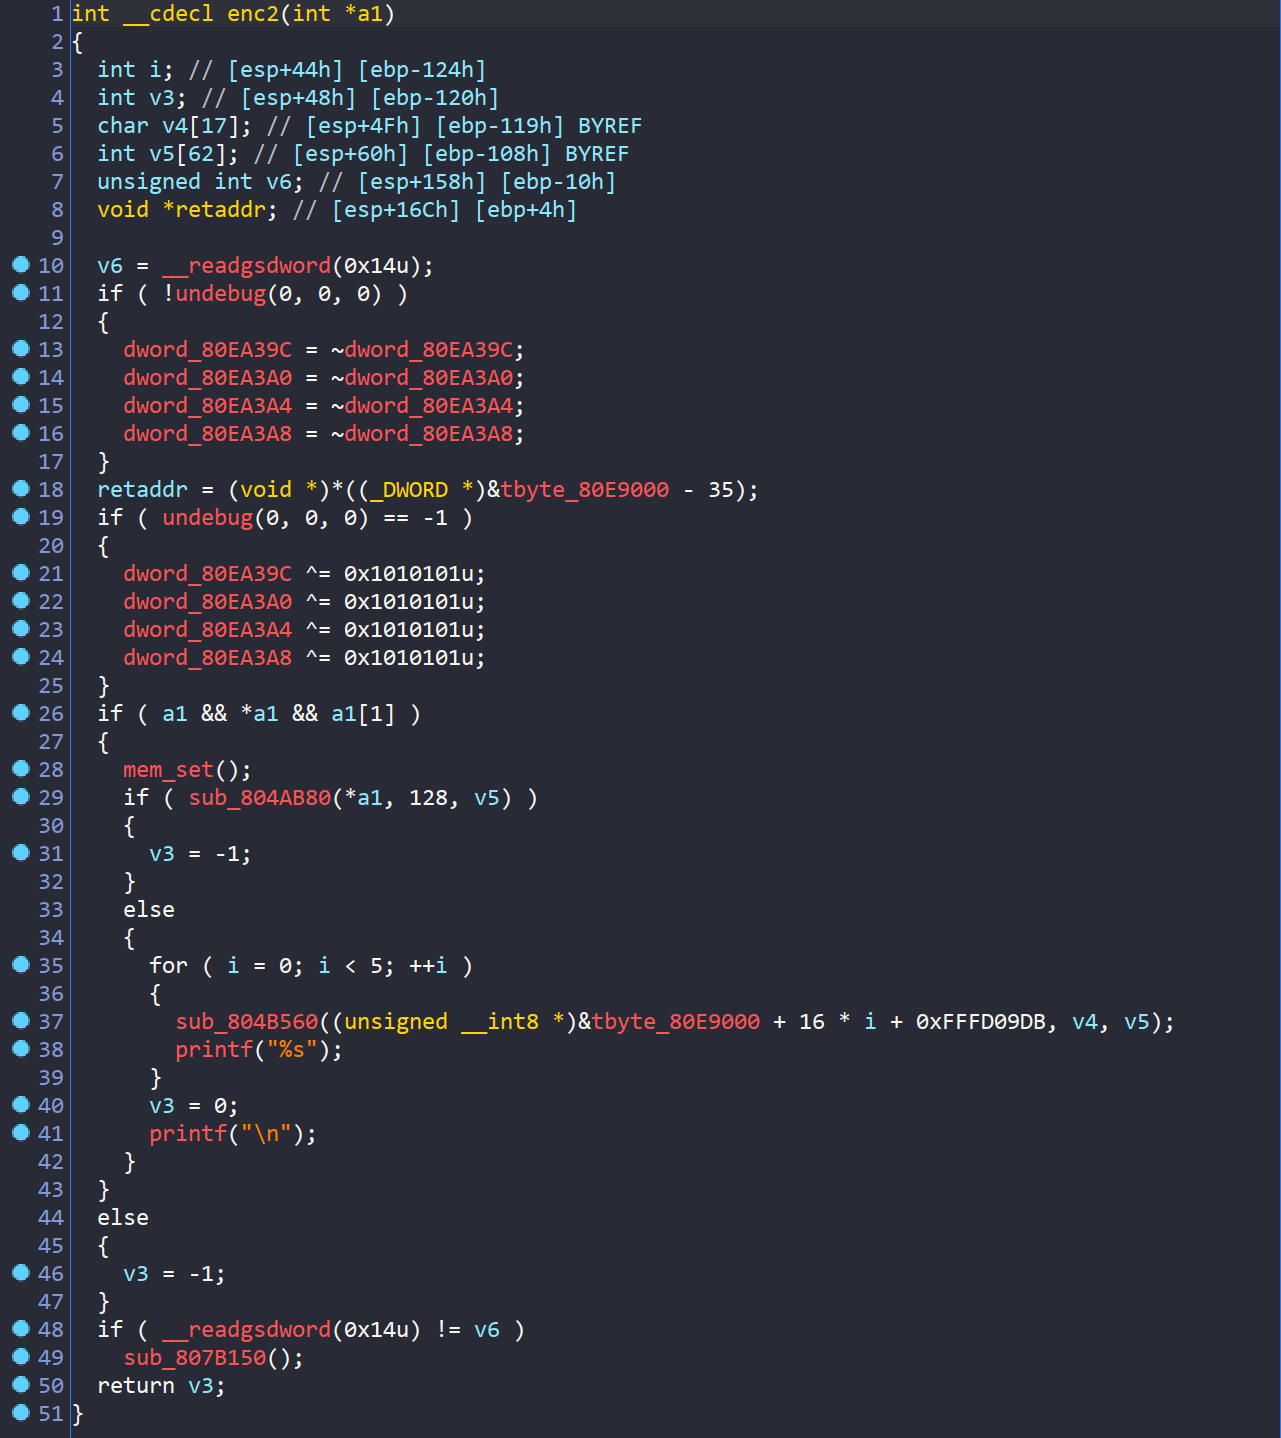 1 int __cdecl enc2(int *a1)
2 {
3   int i; // [esp+44h] [ebp-124h]
4   int v3; // [esp+48h] [ebp-120h]
5   char v4[17]; // [esp+4Fh] [ebp-119h] BYREF
6   int v5[62]; // [esp+60h] [ebp-108h] BYREF
7   unsigned int v6; // [esp+158h] [ebp-10h]
8   void *retaddr; // [esp+16Ch] [ebp+4h]
9
10   v6 = __readgsdword(0x14u);
11   if ( !undebug(0, 0, 0) )
12   {
13     dword_80EA39C = ~dword_80EA39C;
14     dword_80EA3A0 = ~dword_80EA3A0;
15     dword_80EA3A4 = ~dword_80EA3A4;
16     dword_80EA3A8 = ~dword_80EA3A8;
17   }
18   retaddr = (void *)*((_DWORD *)&tbyte_80E9000 - 35);
19   if ( undebug(0, 0, 0) == -1 )
20   {
21     dword_80EA39C ^= 0x1010101u;
22     dword_80EA3A0 ^= 0x1010101u;
23     dword_80EA3A4 ^= 0x1010101u;
24     dword_80EA3A8 ^= 0x1010101u;
25   }
26   if ( a1 && *a1 && a1[1] )
27   {
28     mem_set();
29     if ( sub_804AB80(*a1, 128, v5) )
30     {
31       v3 = -1;
32     }
33     else
34     {
35       for ( i = 0; i < 5; ++i )
36       {
37         sub_804B560((unsigned __int8 *)&tbyte_80E9000 + 16 * i + 0xFFFD09DB, v4, v5);
38         printf("%s");
39       }
40       v3 = 0;
41       printf("\n");
42     }
43   }
44   else
45   {
46     v3 = -1;
47   }
48   if ( __readgsdword(0x14u) != v6 )
49     sub_807B150();
50   return v3;
51 }